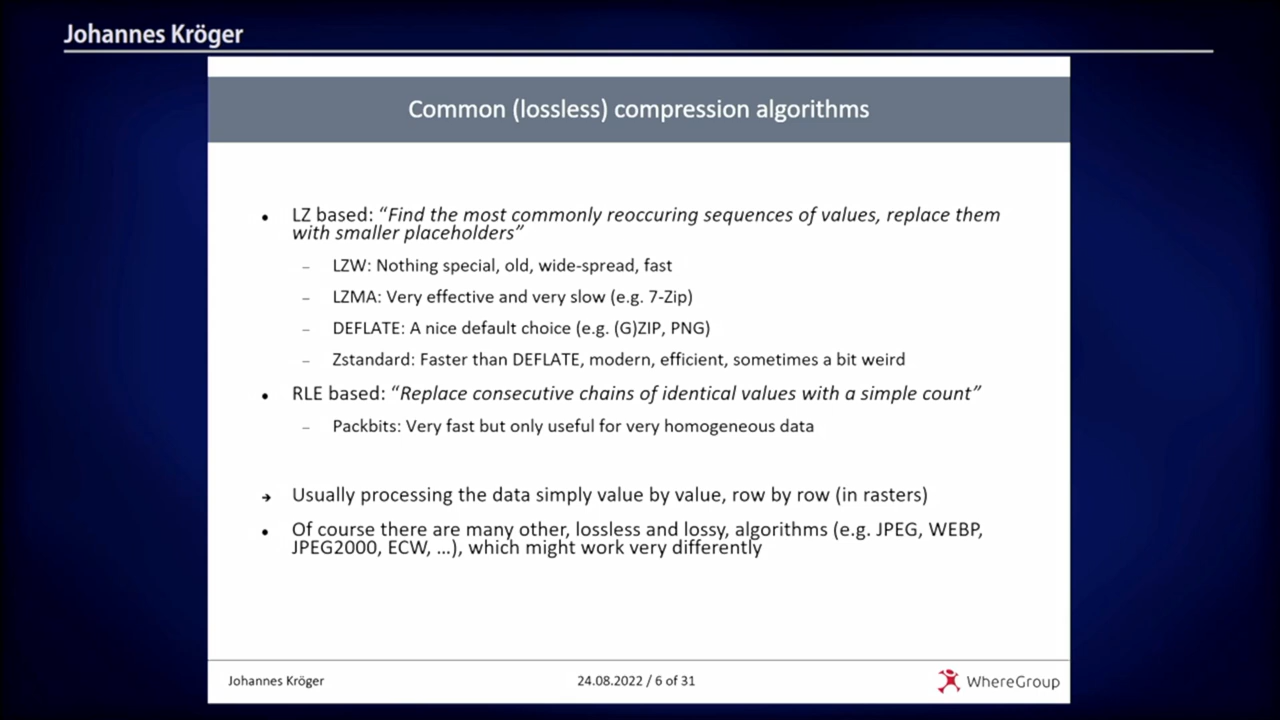 Johannes Kröger
Common (lossless) compression algorithms
• LZ based: “Find the most commonly reoccuring sequences of values, replace them
with smaller placeholders”
– LZW: Nothing special, old, wide-spread, fast
– LZMA: Very effective and very slow (e.g. 7-Zip)
– DEFLATE: A nice default choice (e.g. (G)ZIP, PNG)
– Zstandard: Faster than DEFLATE, modern, efficient, sometimes a bit weird
• RLE based: “Replace consecutive chains of identical values with a simple count”
– Packbits: Very fast but only useful for very homogeneous data
➔ Usually processing the data simply value by value, row by row (in rasters)
• Of course there are many other, lossless and lossy, algorithms (e.g. JPEG, WEBP,
JPEG2000, ECW, ...), which might work very differently
Johannes Kröger
24.08.2022 / 6 of 31
WhereGroup